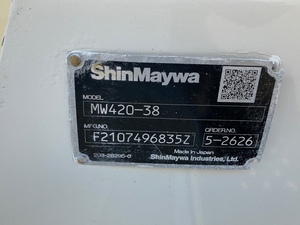 ShinMaywa
MODEL
MW420-38
MFG.NO. ORDER.NO.
F2107496835Z 5-2626
Made in Japan
ShinMaywa Industries, Ltd.